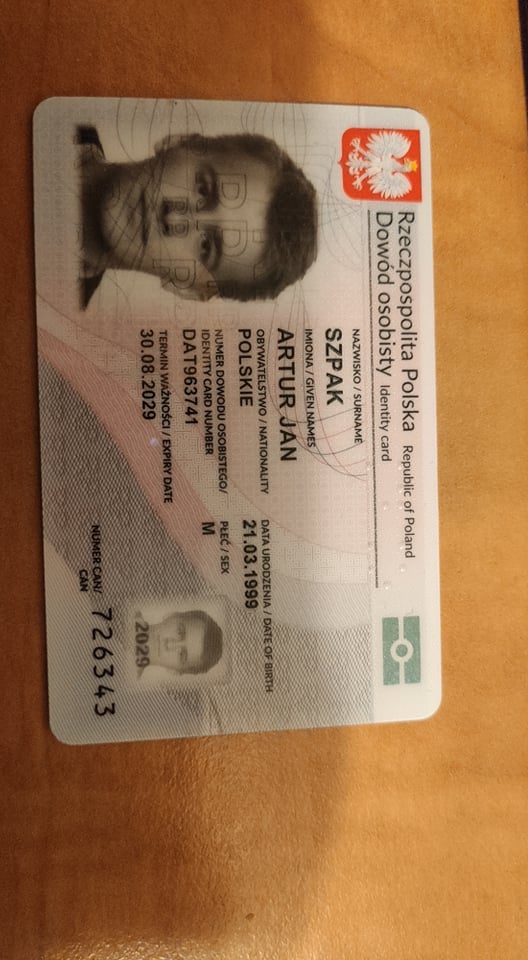 Rzeczpospolita Polska Republic of Poland
Dowód osobisty Identity card
NAZWISKO / SURNAME
SZPAK
IMIONA / GIVEN NAMES
ARTUR JAN
OBYWATELSTWO / NATIONALITY
POLSKIE
DATA URODZENIA / DATE OF BIRTH
21.03.1999
NUMER DOWODU OSOBISTEGO/
IDENTITY CARD NUMBER
DAT963741
PŁEĆ / SEX
M
TERMIN WAŻNOŚCI / EXPIRY DATE
30.08.2029
2029
NUMER CAN/
CAN
726343